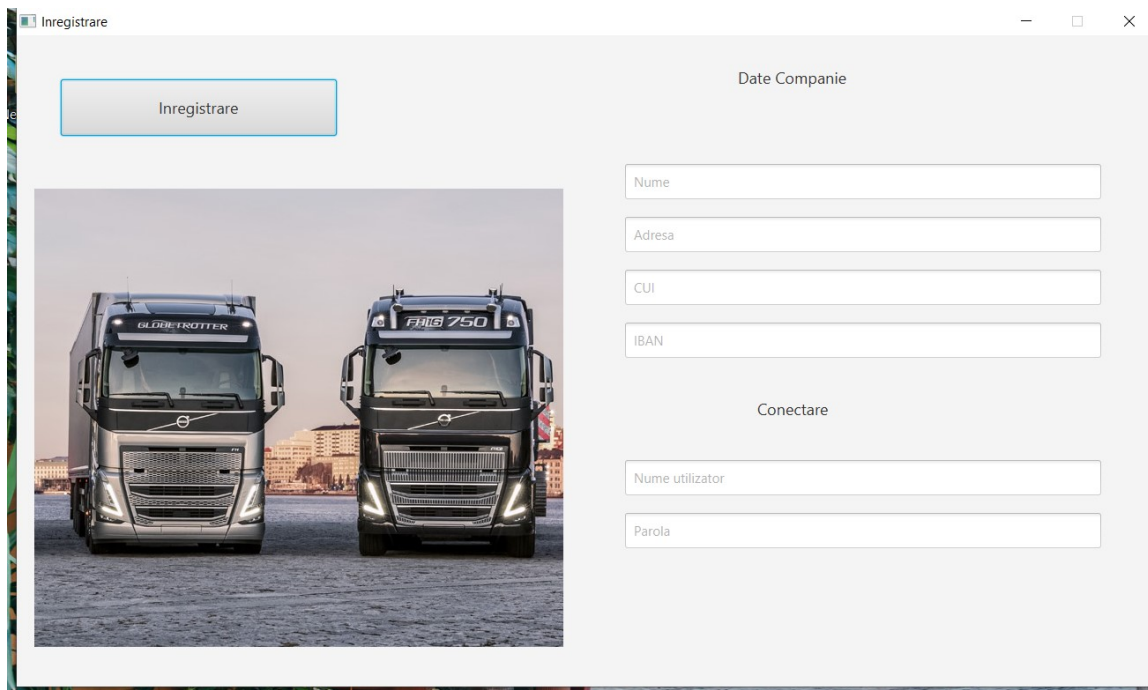 Inregistrare
Inregistrare
Date Companie
Nume
Adresa
CUI
IBAN
GLOBETROTTER
FH16 750
Conectare
Nume utilizator
Parola